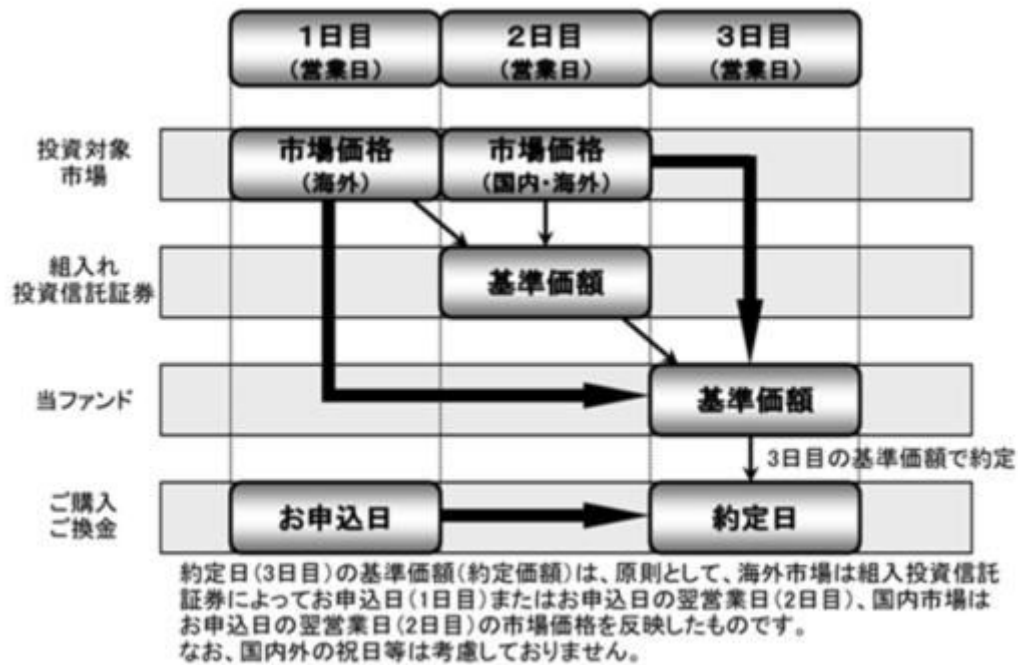 1日目 2日目 3日目
(営業日) (営業日) (営業日)
投資対象
市場
市場価格
(海外)
市場価格
(国内・海外)
組入れ
投資信託証券
基準価額
当ファンド
基準価額
3日目の基準価額で約定
ご購入
ご換金
お申込日
約定日
約定日(3日目)の基準価額(約定価額)は、原則として、海外市場は組入投資信託
証券によってお申込日(1日目)またはお申込日の翌営業日(2日目)、国内市場は
お申込日の翌営業日(2日目)の市場価格を反映したものです。
なお、国内外の祝日等は考慮しておりません。